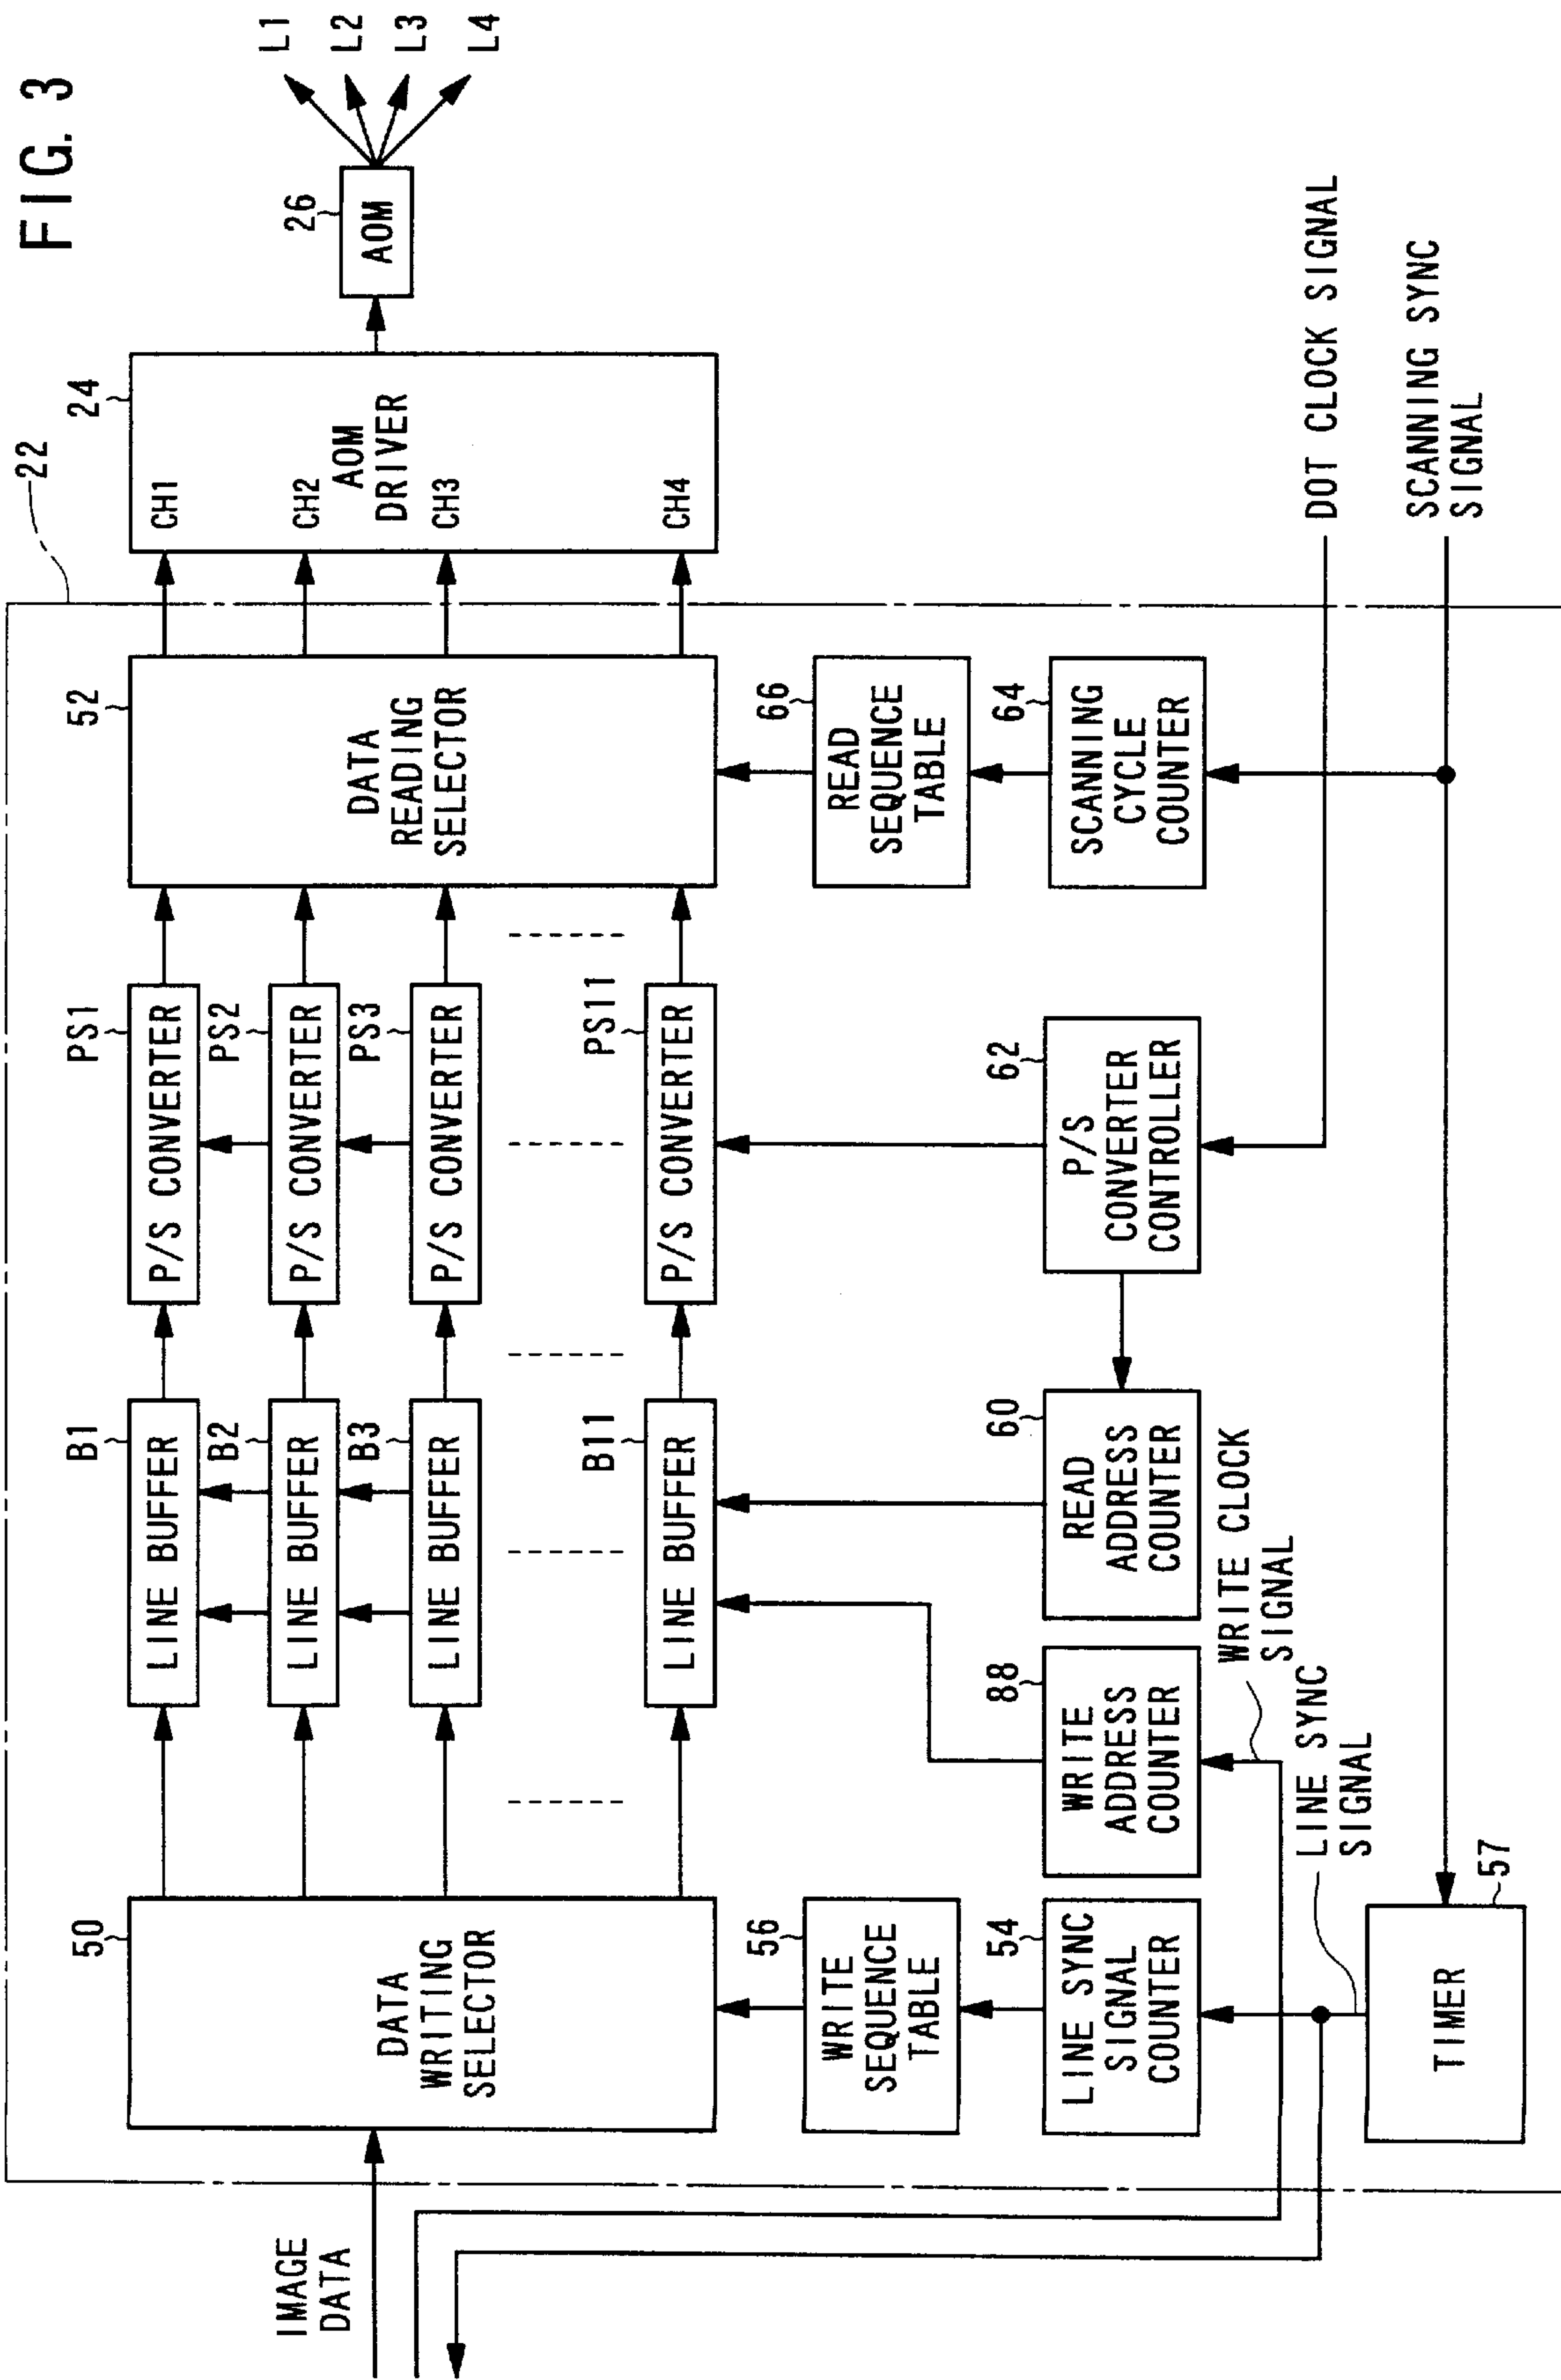 FIG. 3
22
50
DATA
WRITING
SELECTOR
B1
LINE BUFFER
B2
LINE BUFFER
B3
LINE BUFFER
B11
LINE BUFFER
PS1
P/S CONVERTER
PS2
P/S CONVERTER
PS3
P/S CONVERTER
PS11
P/S CONVERTER
52
DATA
READING
SELECTOR
24
CH1
CH2
CH3
CH4
AOM
DRIVER
26
AOM
L1
L2
L3
L4
IMAGE
DATA
56
WRITE
SEQUENCE
TABLE
54
LINE SYNC
SIGNAL
COUNTER
88
WRITE
ADDRESS
COUNTER
60
READ
ADDRESS
COUNTER
62
P/S
CONVERTER
CONTROLLER
66
READ
SEQUENCE
TABLE
64
SCANNING
CYCLE
COUNTER
WRITE CLOCK
SIGNAL
LINE SYNC
SIGNAL
DOT CLOCK SIGNAL
SCANNING SYNC
SIGNAL
TIMER
57